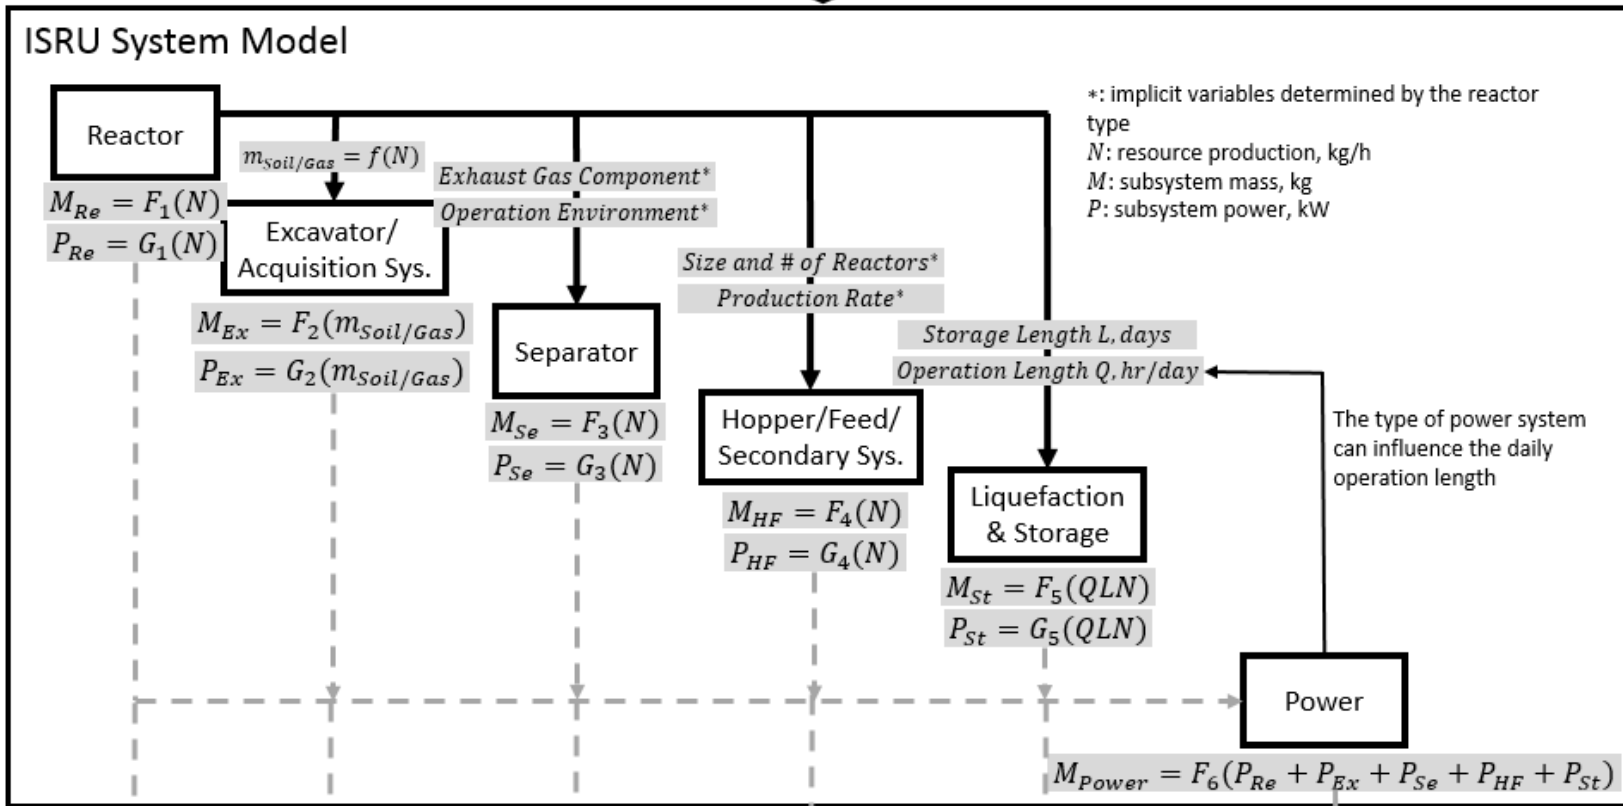 ISRU System Model
Reactor
M_Re = F_1(N)
P_Re = G_1(N)
m_Soil/Gas = f(N)
Excavator/
Acquisition Sys.
M_Ex = F_2(m_Soil/Gas)
P_Ex = G_2(m_Soil/Gas)
Exhaust Gas Component*
Operation Environment*
Separator
M_Se = F_3(N)
P_Se = G_3(N)
Size and # of Reactors*
Production Rate*
Hopper/Feed/
Secondary Sys.
M_HF = F_4(N)
P_HF = G_4(N)
Storage Length L, days
Operation Length Q, hr/day
Liquefaction
& Storage
M_St = F_5(QLN)
P_St = G_5(QLN)
*: implicit variables determined by the reactor
type
N: resource production, kg/h
M: subsystem mass, kg
P: subsystem power, kW
The type of power system
can influence the daily
operation length
Power
M_Power = F_6(P_Re + P_Ex + P_Se + P_HF + P_St)